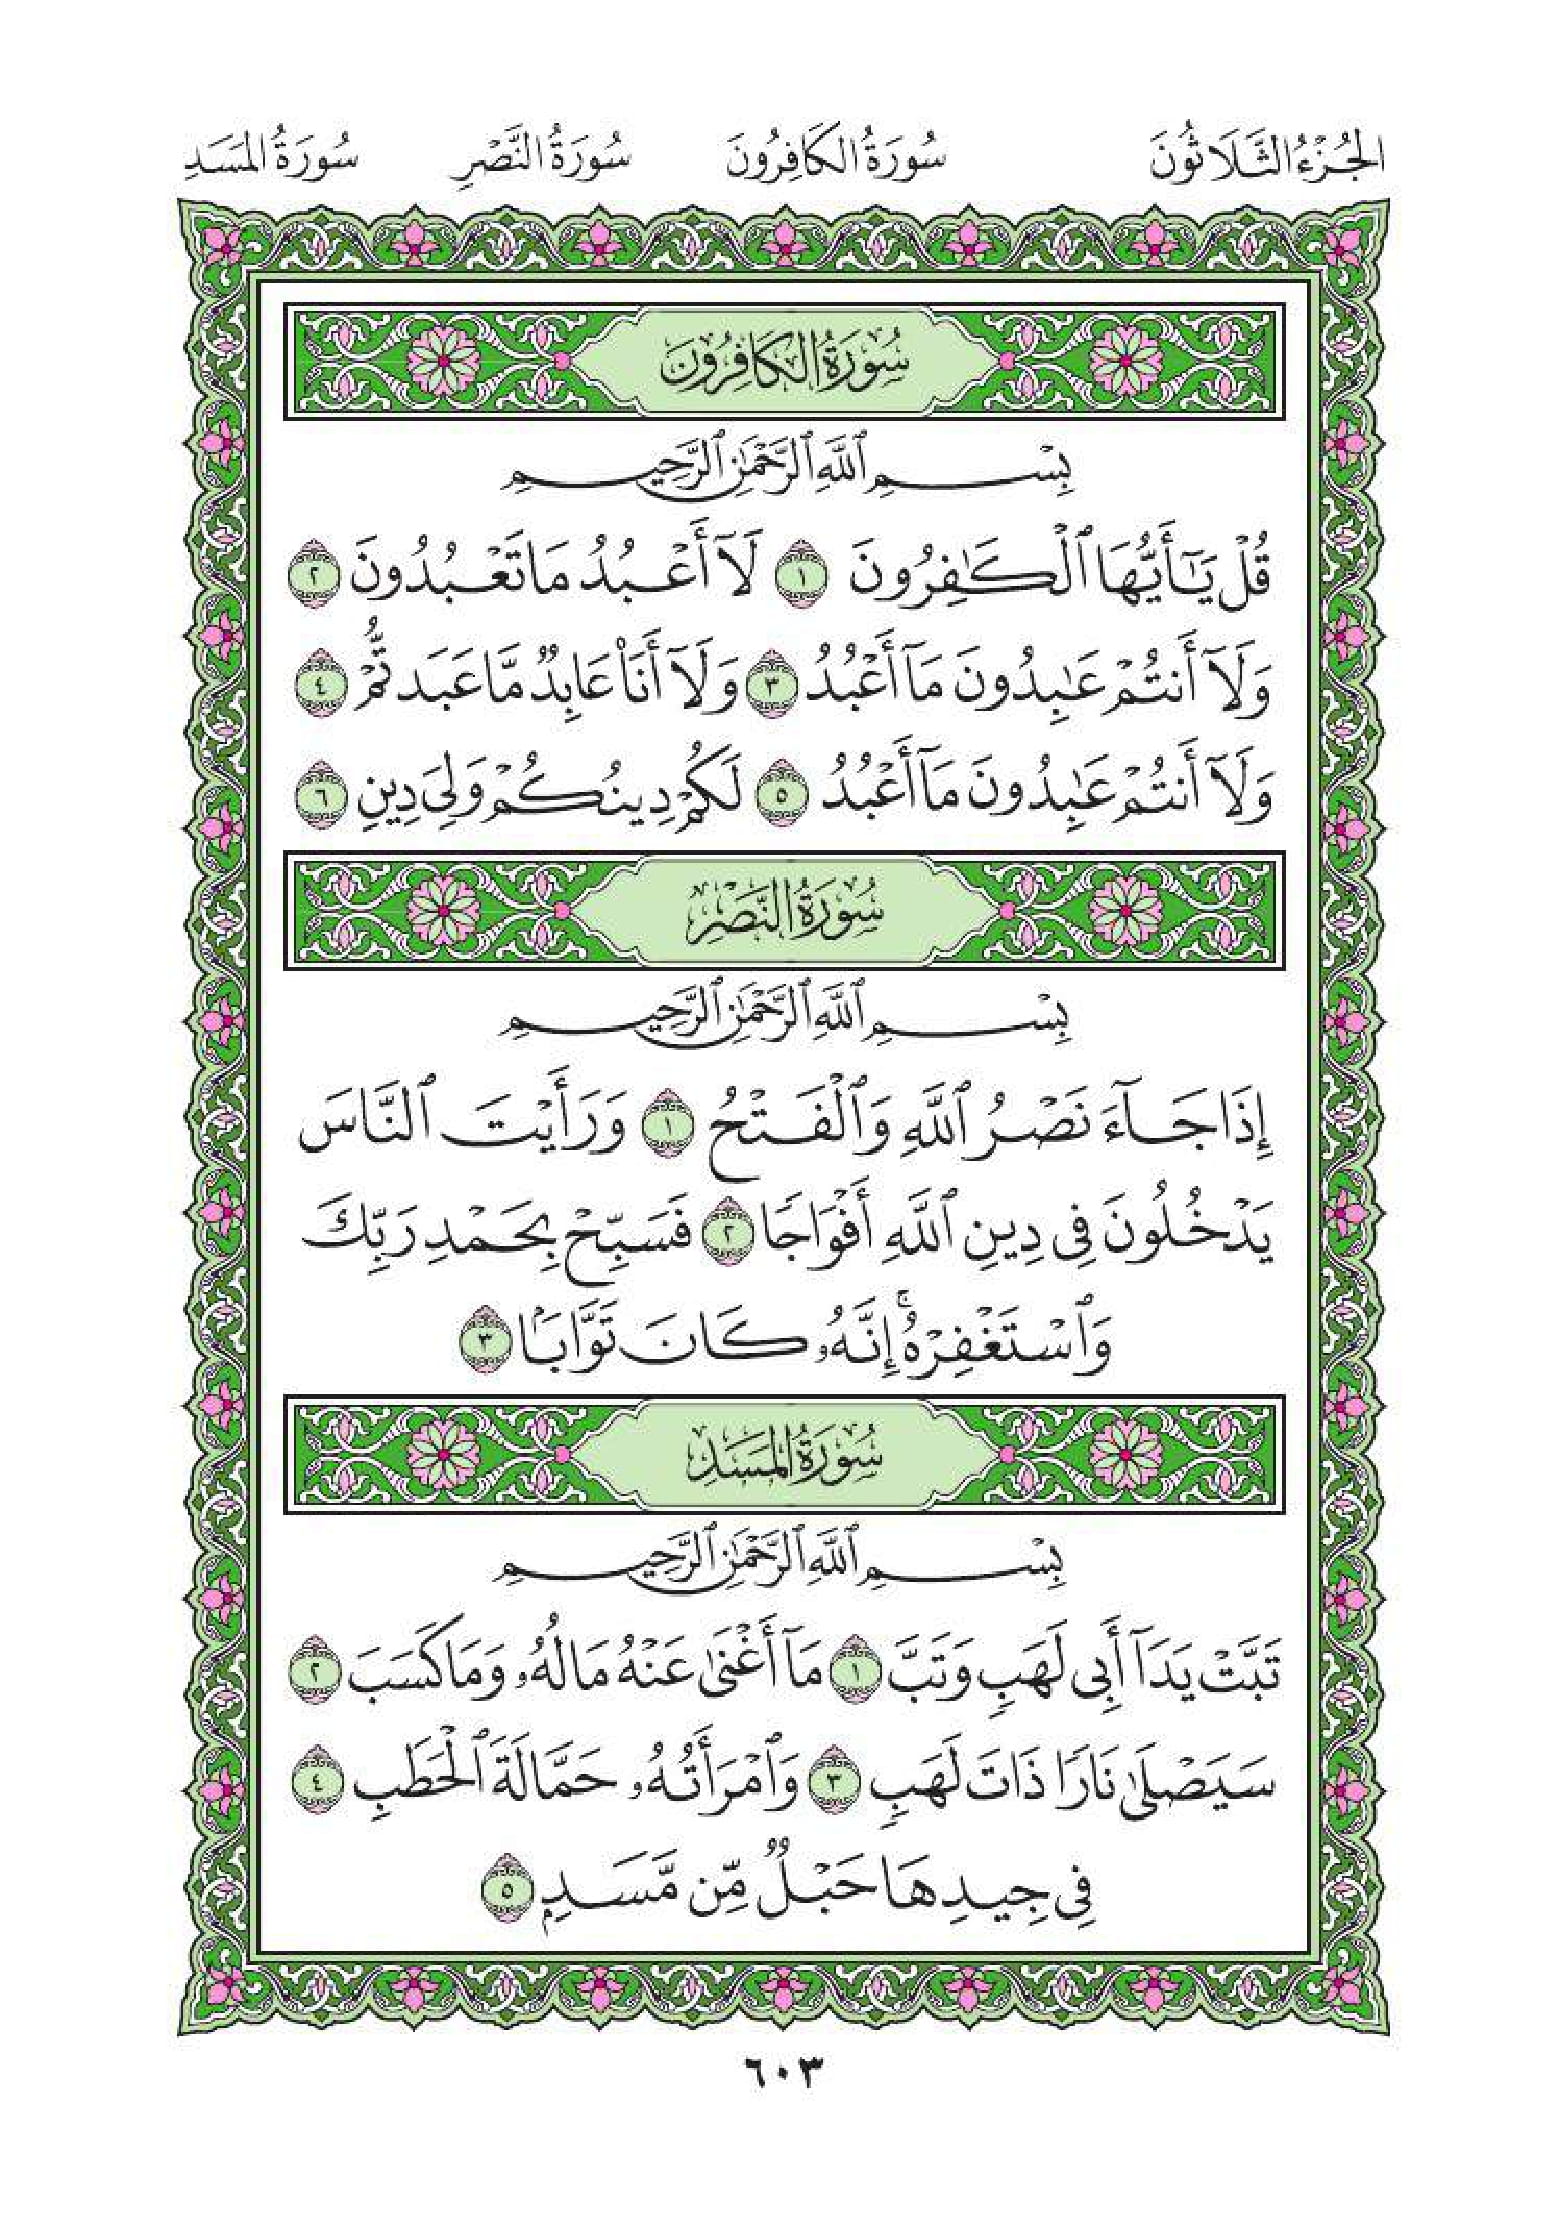 الجُزْءُ الثَّلَاثُونَ سُورَةُ الكَافِرُونَ سُورَةُ النَّصْرِ سُورَةُ المَسَدِ
سُورَةُ الكَافِرُونَ
بِسْمِ ٱللَّهِ ٱلرَّحْمَٰنِ ٱلرَّحِيمِ
قُلْ يَٰٓأَيُّهَا ٱلْكَٰفِرُونَ ١ لَآ أَعْبُدُ مَا تَعْبُدُونَ ٢
وَلَآ أَنتُمْ عَٰبِدُونَ مَآ أَعْبُدُ ٣ وَلَآ أَنَا۠ عَابِدٌ مَّا عَبَدتُّمْ ٤
وَلَآ أَنتُمْ عَٰبِدُونَ مَآ أَعْبُدُ ٥ لَكُمْ دِينُكُمْ وَلِىَ دِينِ ٦
سُورَةُ النَّصْرِ
بِسْمِ ٱللَّهِ ٱلرَّحْمَٰنِ ٱلرَّحِيمِ
إِذَا جَآءَ نَصْرُ ٱللَّهِ وَٱلْفَتْحُ ١ وَرَأَيْتَ ٱلنَّاسَ
يَدْخُلُونَ فِى دِينِ ٱللَّهِ أَفْوَاجًا ٢ فَسَبِّحْ بِحَمْدِ رَبِّكَ
وَٱسْتَغْفِرْهُ ۚ إِنَّهُۥ كَانَ تَوَّابًۢا ٣
سُورَةُ المَسَدِ
بِسْمِ ٱللَّهِ ٱلرَّحْمَٰنِ ٱلرَّحِيمِ
تَبَّتْ يَدَآ أَبِى لَهَبٍ وَتَبَّ ١ مَآ أَغْنَىٰ عَنْهُ مَالُهُۥ وَمَا كَسَبَ ٢
سَيَصْلَىٰ نَارًا ذَاتَ لَهَبٍ ٣ وَٱمْرَأَتُهُۥ حَمَّالَةَ ٱلْحَطَبِ ٤
فِى جِيدِهَا حَبْلٌ مِّن مَّسَدٍۭ ٥
٦٠٣